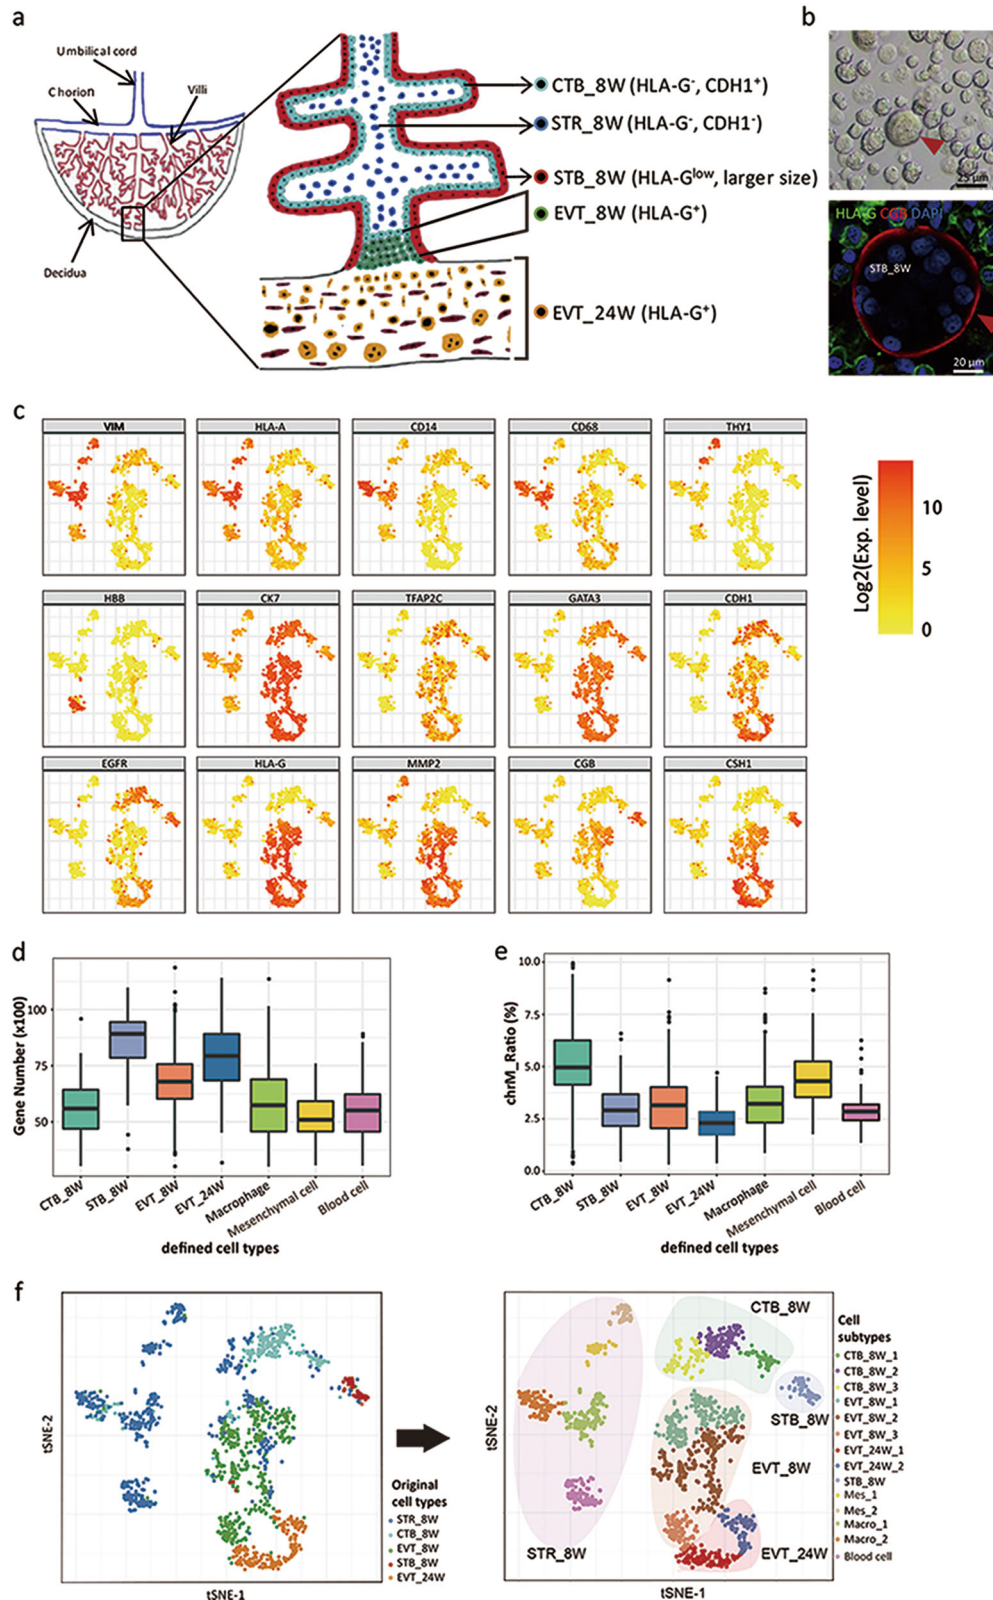 a
Umbilical cord
Chorion
Villi
Decidua
CTB_8W (HLA-G⁻, CDH1⁺)
STR_8W (HLA-G⁻, CDH1⁻)
STB_8W (HLA-Gˡᵒʷ, larger size)
EVT_8W (HLA-G⁺)
EVT_24W (HLA-G⁺)
b
25 µm
HLA-G CGB DAPI
STB_8W
20 µm
c
VIM
HLA-A
CD14
CD68
THY1
HBB
CK7
TFAP2C
GATA3
CDH1
EGFR
HLA-G
MMP2
CGB
CSH1
Log2(Exp. level)
10
5
0
d
Gene Number (x100)
100
75
50
CTB_8W
STB_8W
EVT_8W
EVT_24W
Macrophage
Mesenchymal cell
Blood cell
defined cell types
e
chrM_Ratio (%)
10.0
7.5
5.0
2.5
0.0
CTB_8W
STB_8W
EVT_8W
EVT_24W
Macrophage
Mesenchymal cell
Blood cell
defined cell types
f
tSNE-2
tSNE-1
Original
cell types
STR_8W
CTB_8W
EVT_8W
STB_8W
EVT_24W
tSNE-2
tSNE-1
CTB_8W
STB_8W
EVT_8W
STR_8W
EVT_24W
Cell
subtypes
CTB_8W_1
CTB_8W_2
CTB_8W_3
EVT_8W_1
EVT_8W_2
EVT_8W_3
EVT_24W_1
EVT_24W_2
STB_8W
Mes_1
Mes_2
Macro_1
Macro_2
Blood cell